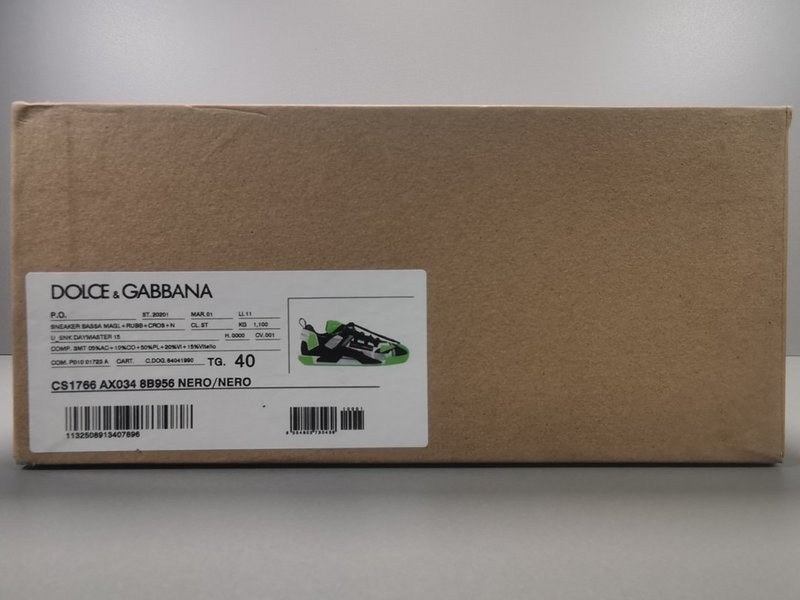 DOLCE & GABBANA
P.O. ST.20201 MAR.01 LI.11
SNEAKER BASSA MAGL+RUBB+CROS+N CL.ST KG 1,100
U_SNK DAYMASTER 15 H.0000 CV.001
COMP. SMT 05%AC+10%CO+50%PL+20%VI+15%Vitello
COM. P010 01723 A CART. C.DOG.64041990 TG. 40
CS1766 AX034 8B956 NERO/NERO
1132508913407896